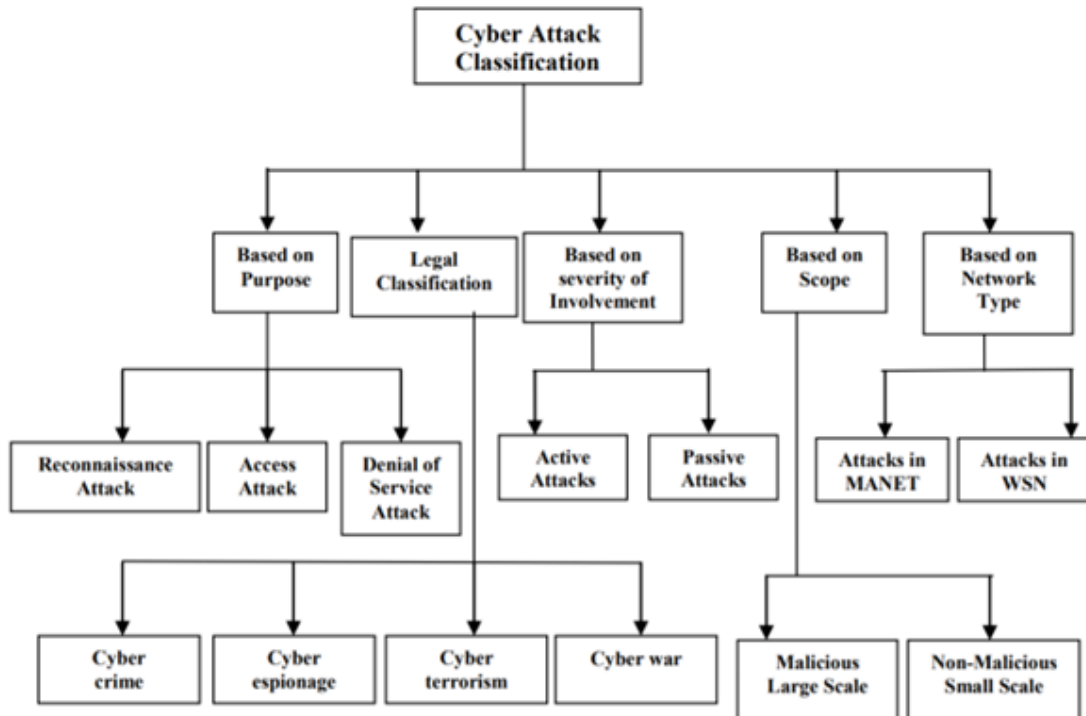 Cyber Attack
Classification
Based on
Purpose
Legal
Classification
Based on
severity of
Involvement
Based on
Scope
Based on
Network
Type
Reconnaissance
Attack
Access
Attack
Denial of
Service
Attack
Active
Attacks
Passive
Attacks
Attacks in
MANET
Attacks in
WSN
Cyber
crime
Cyber
espionage
Cyber
terrorism
Cyber war
Malicious
Large Scale
Non-Malicious
Small Scale